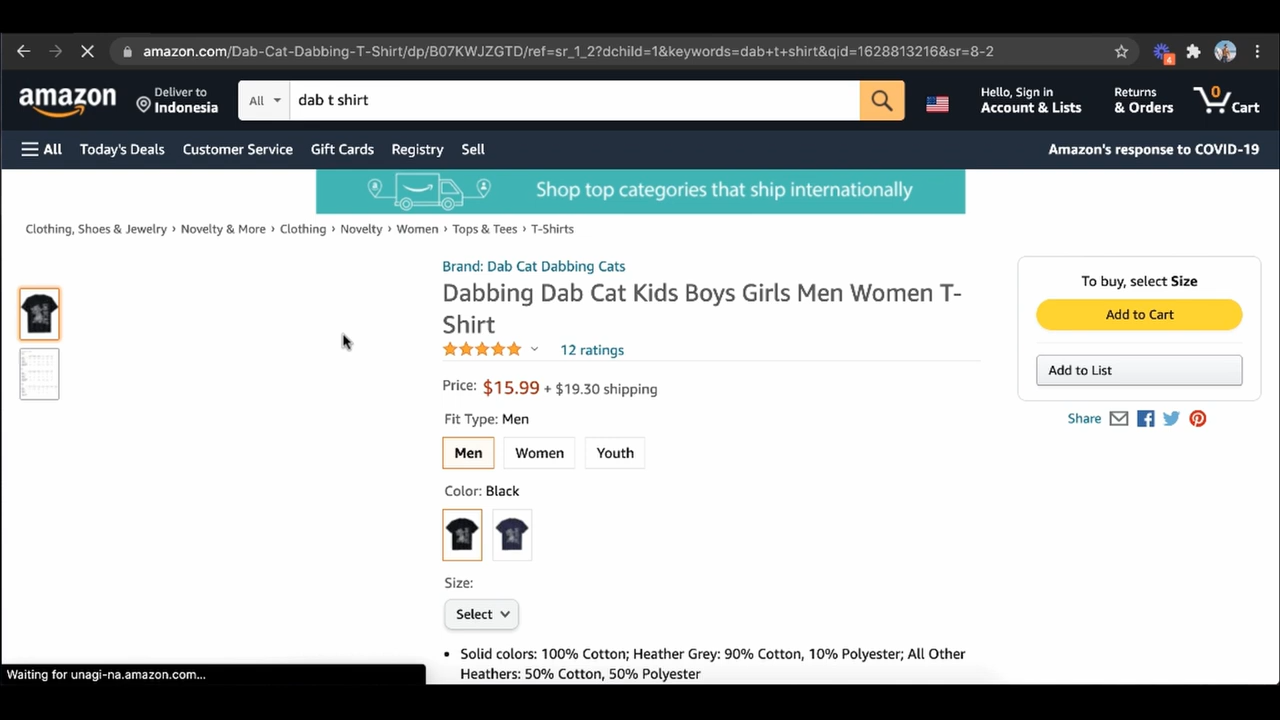 amazon.com/Dab-Cat-Dabbing-T-Shirt/dp/B07KWJZGTD/ref=sr_1_2?dchild=1&keywords=dab+t+shirt&qid=1628813216&sr=8-2
4
amazon
Deliver to
Indonesia
All
dab t shirt
Hello, Sign in
Account & Lists
Returns
& Orders
0
Cart
All
Today's Deals
Customer Service
Gift Cards
Registry
Sell
Amazon's response to COVID-19
Shop top categories that ship internationally
Clothing, Shoes & Jewelry › Novelty & More › Clothing › Novelty › Women › Tops & Tees › T-Shirts
Brand: Dab Cat Dabbing Cats
Dabbing Dab Cat Kids Boys Girls Men Women T-
Shirt
12 ratings
Price: $15.99 + $19.30 shipping
Fit Type: Men
Men
Women
Youth
Color: Black
Size:
Select
• Solid colors: 100% Cotton; Heather Grey: 90% Cotton, 10% Polyester; All Other
Heathers: 50% Cotton, 50% Polyester
To buy, select Size
Add to Cart
Add to List
Share
Waiting for unagi-na.amazon.com...